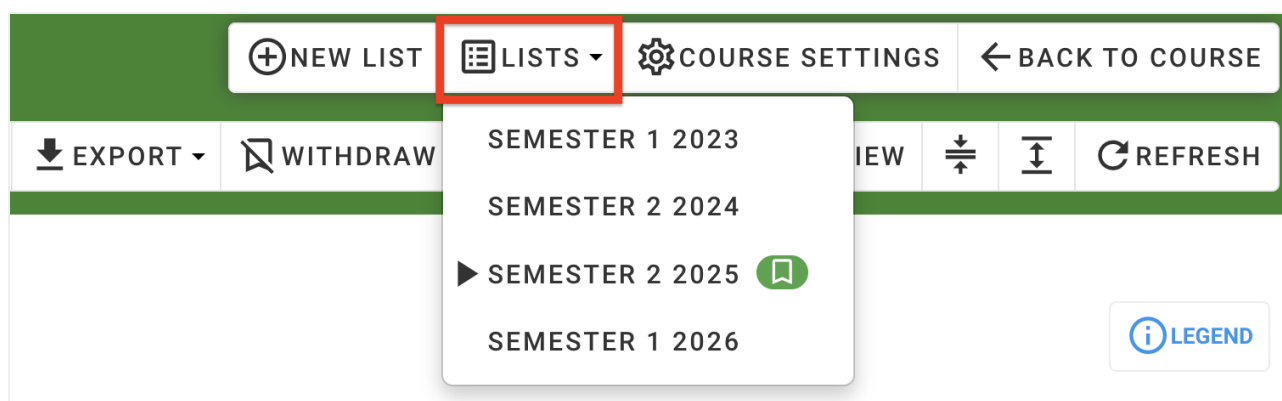 NEW LIST LISTS COURSE SETTINGS BACK TO COURSE
EXPORT WITHDRAW IEW REFRESH
SEMESTER 1 2023
SEMESTER 2 2024
SEMESTER 2 2025
SEMESTER 1 2026
LEGEND